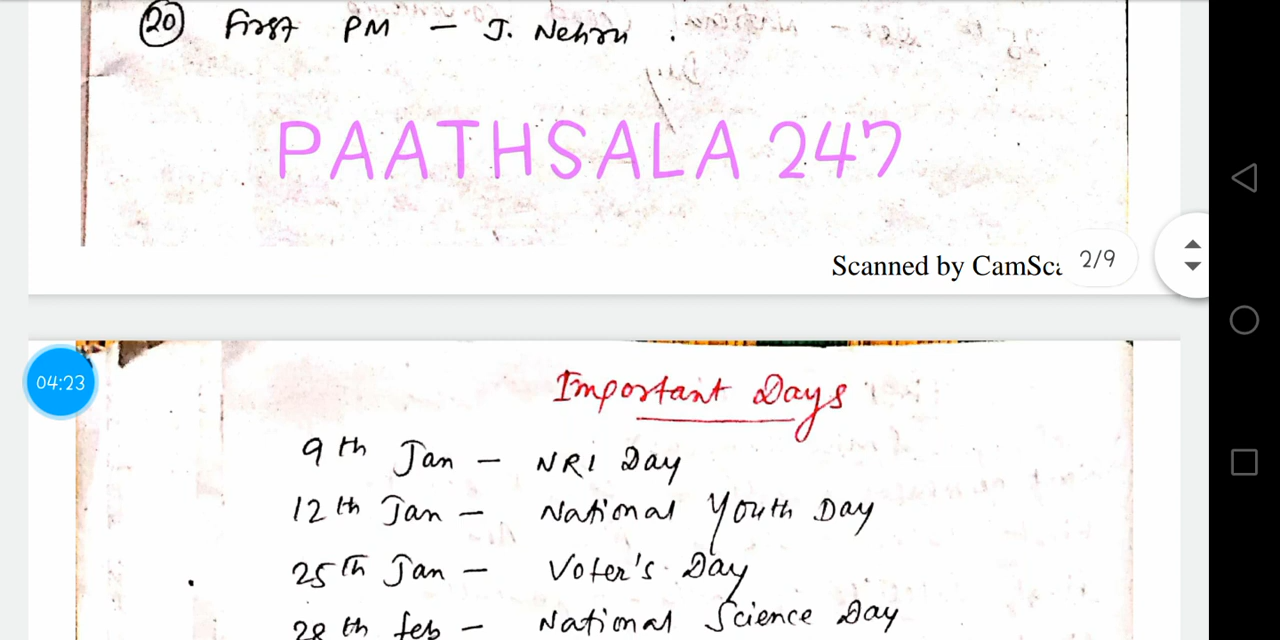 20 First PM – J. Nehru .
PAATHSALA 247
Scanned by CamSca
2/9
04:23
Important Days
9th Jan – NRI Day
12th Jan – National Youth Day
25th Jan – Voter's Day
28th feb – National Science Day